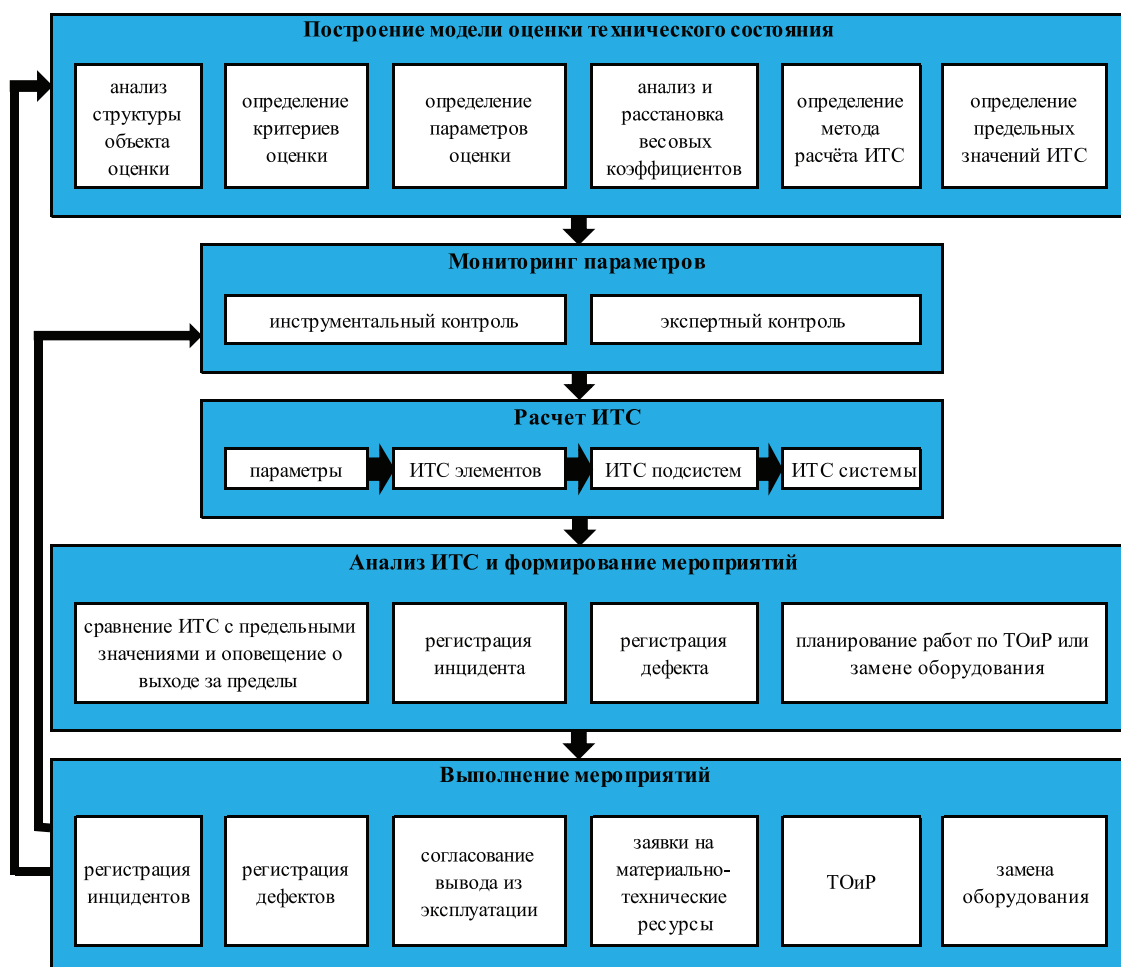 Построение модели оценки технического состояния
анализ
структуры
объекта
оценки
определение
критериев
оценки
определение
параметров
оценки
анализ и
расстановка
весовых
коэффициентов
определение
метода
расчёта ИТС
определение
предельных
значений ИТС
Мониторинг параметров
инструментальный контроль
экспертный контроль
Расчет ИТС
параметры
ИТС элементов
ИТС подсистем
ИТС системы
Анализ ИТС и формирование мероприятий
сравнение ИТС с предельными
значениями и оповещение о
выходе за пределы
регистрация
инцидента
регистрация
дефекта
планирование работ по ТОиР или
замене оборудования
Выполнение мероприятий
регистрация
инцидентов
регистрация
дефектов
согласование
вывода из
эксплуатации
заявки на
материально-
технические
ресурсы
ТОиР
замена
оборудования